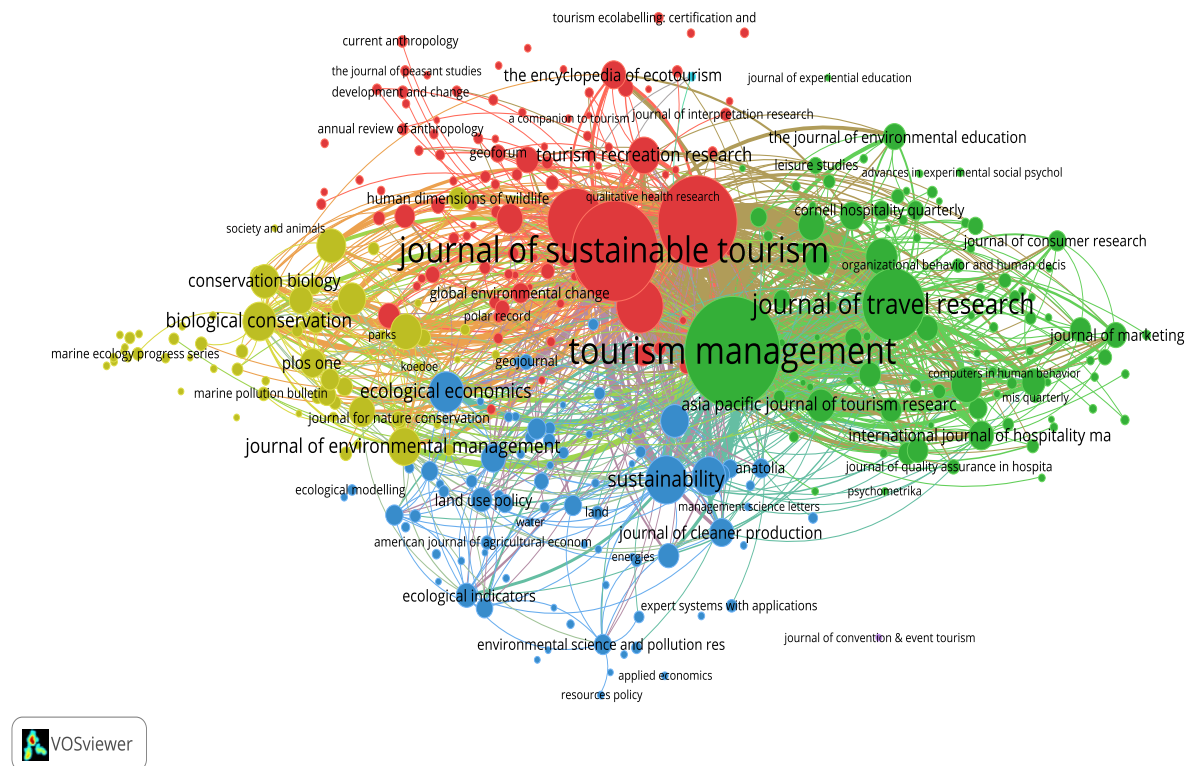 tourism ecolabelling: certification and
current anthropology
the journal of peasant studies
the encyclopedia of ecotourism
journal of experiential education
development and change
a companion to tourism
journal of interpretation research
annual review of anthropology
the journal of environmental education
geoforum
tourism recreation research
leisure studies
advances in experimental social psychol
human dimensions of wildlife
qualitative health research
cornell hospitality quarterly
society and animals
journal of sustainable tourism
journal of consumer research
organizational behavior and human decis
conservation biology
global environmental change
journal of travel research
polar record
biological conservation
parks
journal of marketing
marine ecology progress series
tourism management
plos one
koedoe
geojournal
computers in human behavior
marine pollution bulletin
ecological economics
mis quarterly
asia pacific journal of tourism researc
journal for nature conservation
international journal of hospitality ma
journal of environmental management
anatolia
journal of quality assurance in hospita
sustainability
ecological modelling
psychometrika
land use policy
land
management science letters
water
journal of cleaner production
american journal of agricultural econom
energies
ecological indicators
expert systems with applications
journal of convention & event tourism
environmental science and pollution res
applied economics
resources policy
VOSviewer